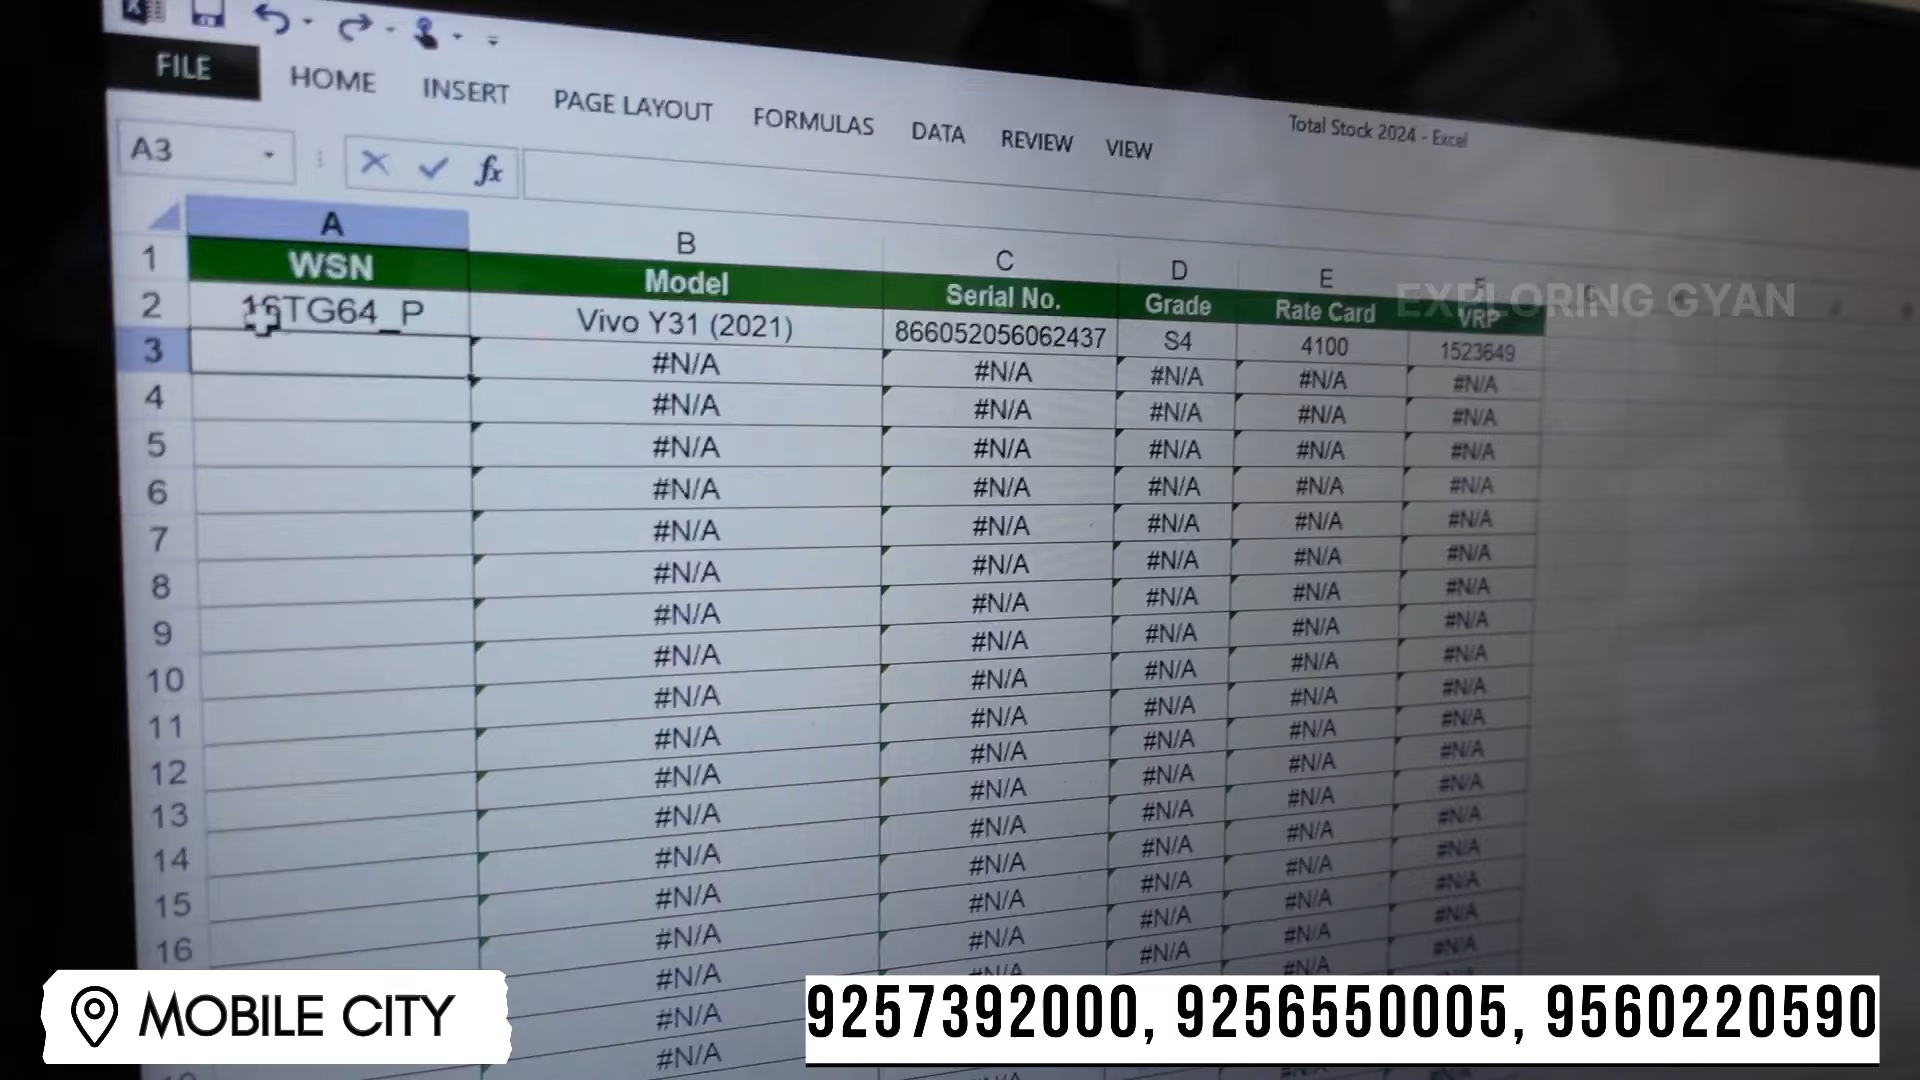 FILE HOME INSERT PAGE LAYOUT FORMULAS DATA REVIEW VIEW
Total Stock 2024 - Excel
A3 fx
A B C D E F
1 WSN Model Serial No. Grade Rate Card VRP
EXPLORING GYAN
2 16TG64_P Vivo Y31 (2021) 866052056062437 S4 4100 1523649
3 #N/A #N/A #N/A #N/A #N/A
4 #N/A #N/A #N/A #N/A #N/A
5 #N/A #N/A #N/A #N/A #N/A
6 #N/A #N/A #N/A #N/A #N/A
7 #N/A #N/A #N/A #N/A #N/A
8 #N/A #N/A #N/A #N/A #N/A
9 #N/A #N/A #N/A #N/A #N/A
10 #N/A #N/A #N/A #N/A #N/A
11 #N/A #N/A #N/A #N/A #N/A
12 #N/A #N/A #N/A #N/A #N/A
13 #N/A #N/A #N/A #N/A #N/A
14 #N/A #N/A #N/A #N/A #N/A
15 #N/A #N/A #N/A #N/A #N/A
16 #N/A #N/A #N/A #N/A #N/A
#N/A #N/A #N/A #N/A #N/A
#N/A
#N/A
MOBILE CITY
9257392000, 9256550005, 9560220590